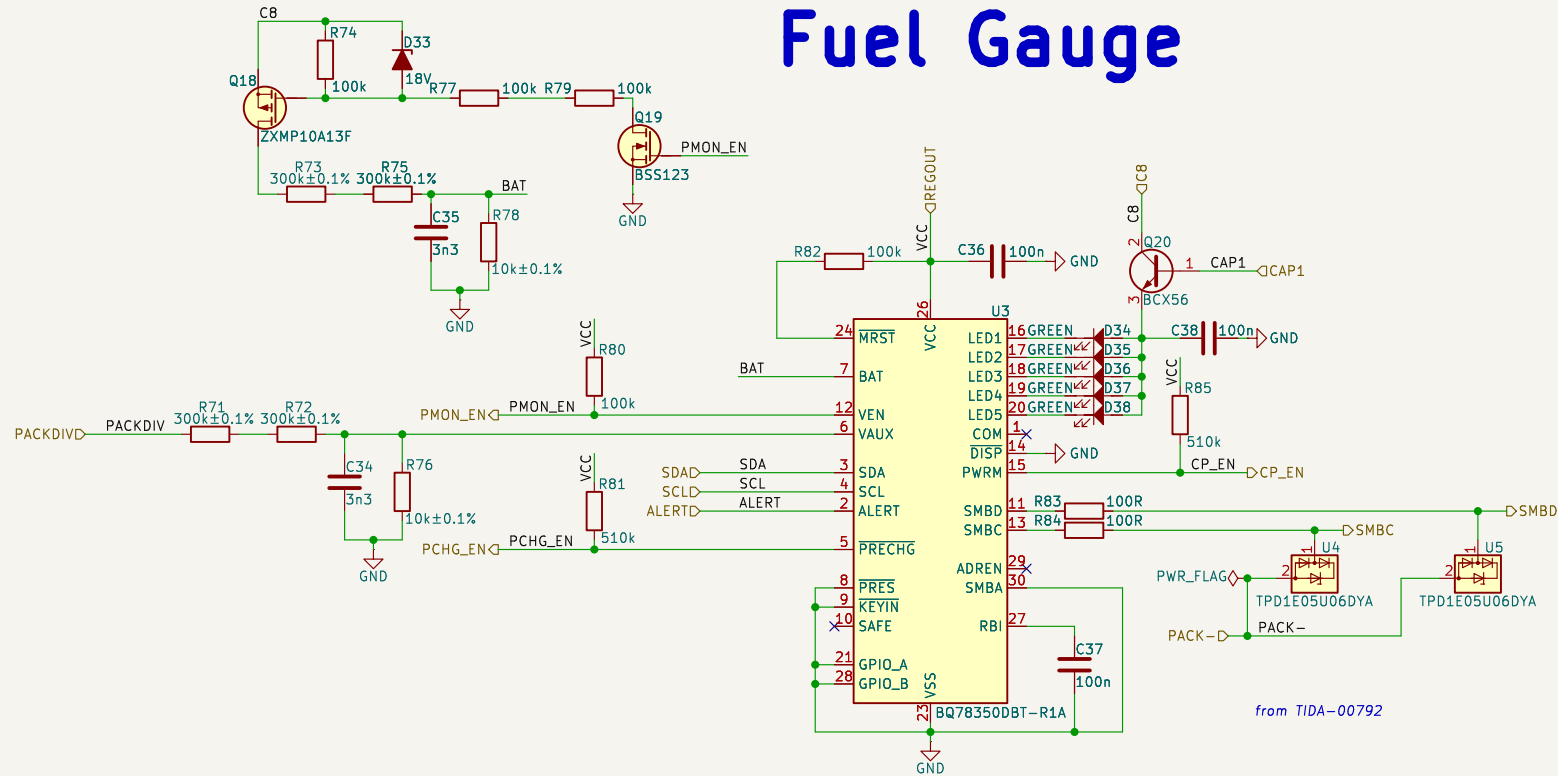 Fuel Gauge
C8
R74
100k
D33
18V
Q18
ZXMP10A13F
R77
100k
R79
100k
Q19
BSS123
PMON_EN
GND
R73
300k±0.1%
R75
300k±0.1%
BAT
C35
3n3
R78
10k±0.1%
GND
REGOUT
VCC
R82
100k
C36
100n
GND
C8
C8
2
Q20
1
CAP1
CAP1
3
BCX56
26
U3
VCC
24
MRST
7
BAT
BAT
12
VEN
6
VAUX
3
SDA
4
SCL
2
ALERT
5
PRECHG
8
PRES
9
KEYIN
10
SAFE
21
GPIO_A
28
GPIO_B
VSS
23
BQ78350DBT-R1A
GND
LED1
16
GREEN
D34
LED2
17
GREEN
D35
LED3
18
GREEN
D36
LED4
19
GREEN
D37
LED5
20
GREEN
D38
COM
1
DISP
14
GND
PWRM
15
SMBD
11
SMBC
13
ADREN
29
SMBA
30
RBI
27
C38
100n
GND
VCC
R85
510k
CP_EN
CP_EN
R83
100R
R84
100R
SMBD
SMBC
1
U4
2
TPD1E05U06DYA
1
U5
2
TPD1E05U06DYA
PWR_FLAG
PACK-
PACK-
C37
100n
VCC
R80
100k
PMON_EN
PMON_EN
PACKDIV
PACKDIV
R71
300k±0.1%
R72
300k±0.1%
C34
3n3
R76
10k±0.1%
GND
SDA
SDA
SCL
SCL
ALERT
ALERT
VCC
R81
510k
PCHG_EN
PCHG_EN
from TIDA-00792